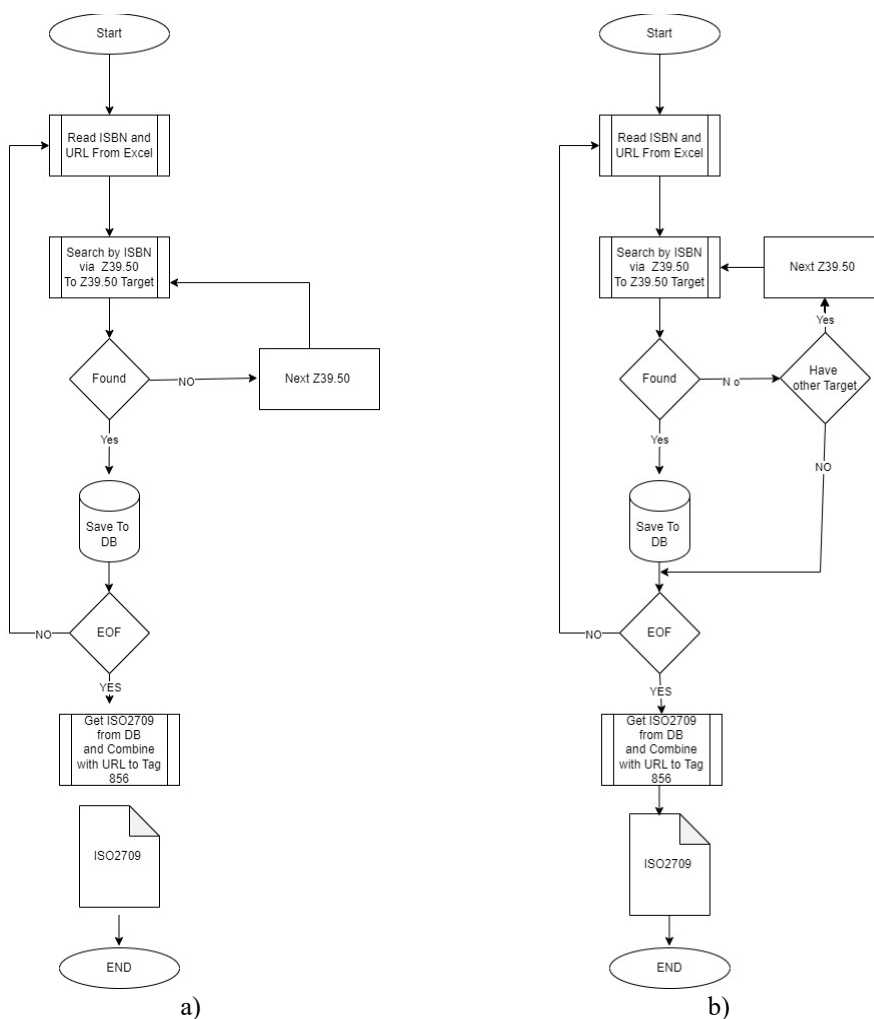 Start
Read ISBN and
URL From Excel
Search by ISBN
via Z39.50
To Z39.50 Target
Found
NO
Next Z39.50
Yes
Save To
DB
EOF
NO
YES
Get ISO2709
from DB
and Combine
with URL to Tag
856
ISO2709
END
a)
Start
Read ISBN and
URL From Excel
Search by ISBN
via Z39.50
To Z39.50 Target
Next Z39.50
Yes
Found
N o
Have
other Target
Yes
NO
Save To
DB
EOF
NO
YES
Get ISO2709
from DB
and Combine
with URL to Tag
856
ISO2709
END
b)